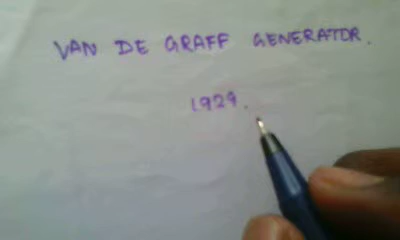 VAN DE GRAFF GENERATOR.
1929.